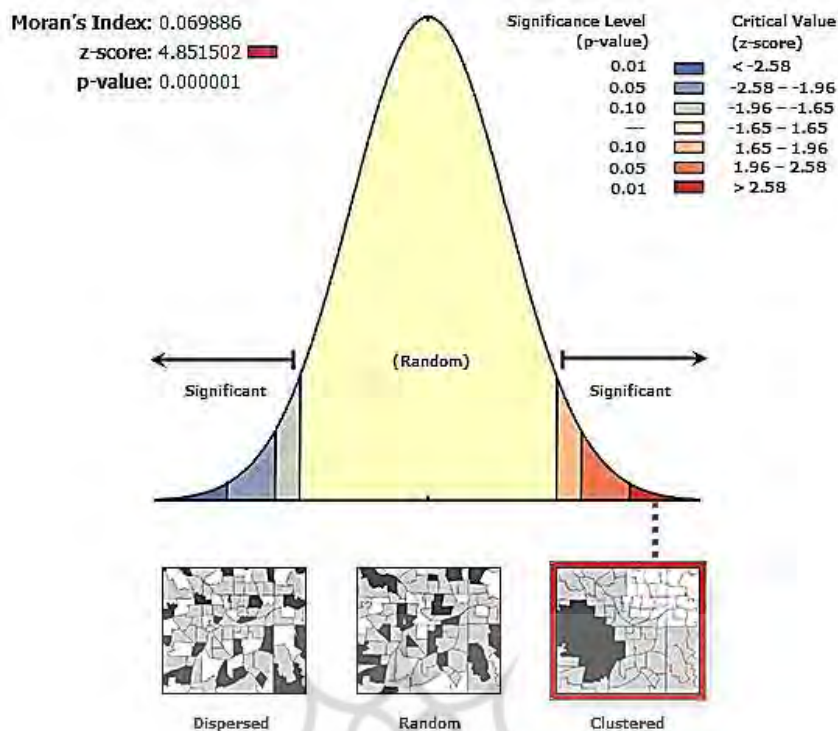 Moran's Index: 0.069886
z-score: 4.851502
p-value: 0.000001
Significance Level
(p-value)
Critical Value
(z-score)
0.01 < -2.58
0.05 -2.58 – -1.96
0.10 -1.96 – -1.65
— -1.65 – 1.65
0.10 1.65 – 1.96
0.05 1.96 – 2.58
0.01 > 2.58
(Random)
Significant
Significant
Dispersed
Random
Clustered